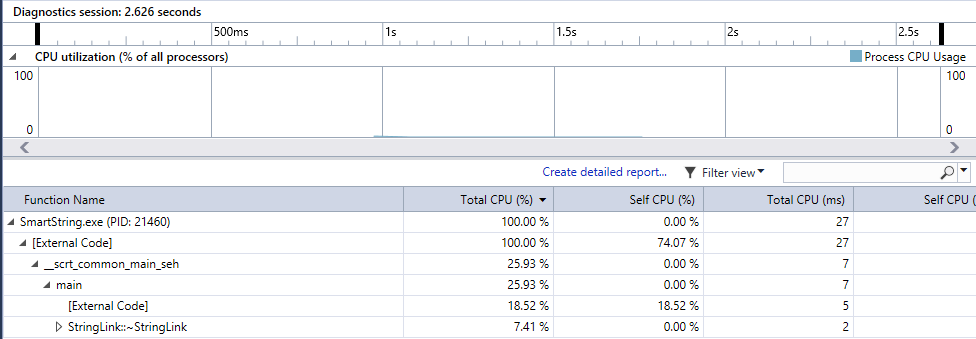 Diagnostics session: 2.626 seconds
500ms 1s 1.5s 2s 2.5s
CPU utilization (% of all processors) Process CPU Usage
100 100
0 0
Create detailed report... Filter view
Function Name Total CPU (%) Self CPU (%) Total CPU (ms) Self CPU (
SmartString.exe (PID: 21460) 100.00 % 0.00 % 27
[External Code] 100.00 % 74.07 % 27
__scrt_common_main_seh 25.93 % 0.00 % 7
main 25.93 % 0.00 % 7
[External Code] 18.52 % 18.52 % 5
StringLink::~StringLink 7.41 % 0.00 % 2